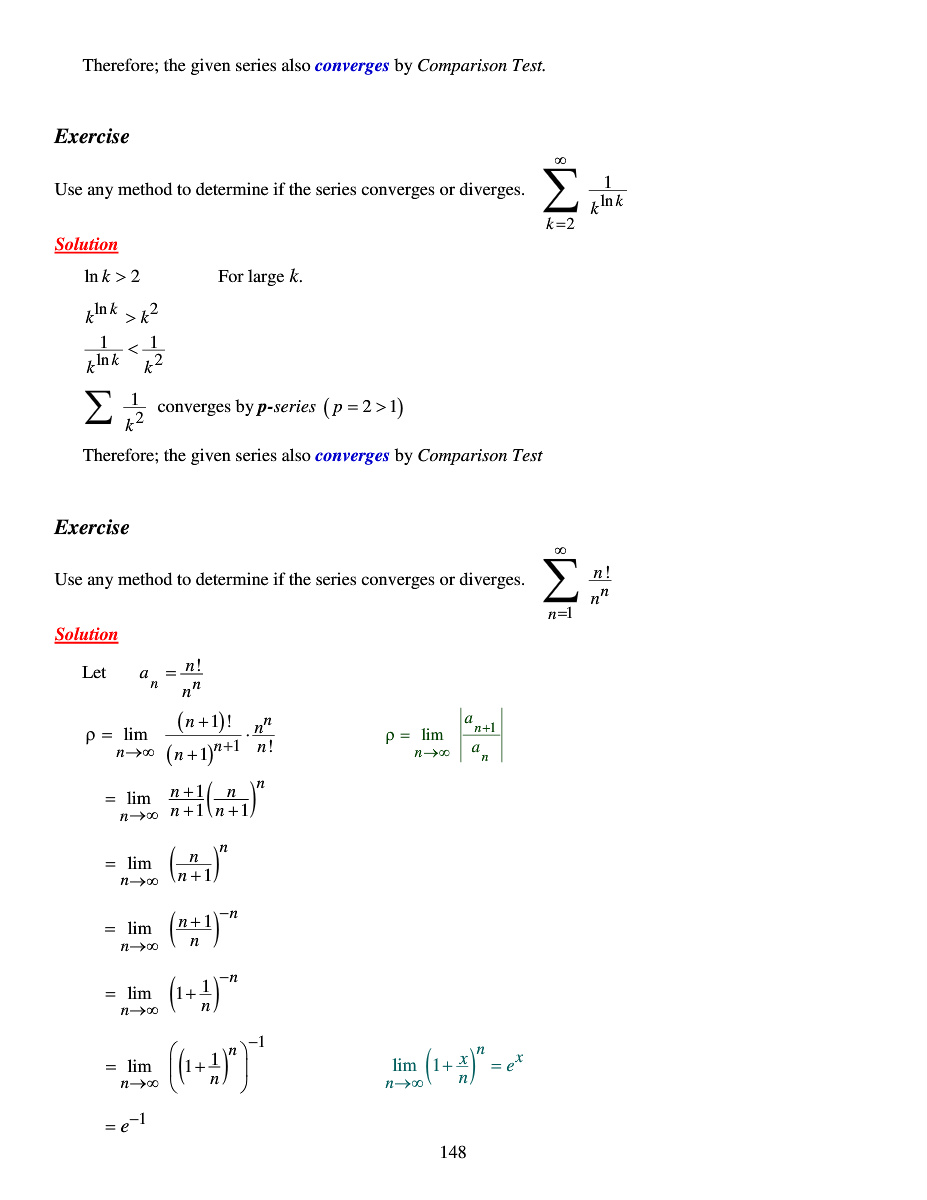 Therefore; the given series also converges by Comparison Test.
Exercise
Use any method to determine if the series converges or diverges. $\sum_{k=2}^{\infty} \frac{1}{k^{\ln k}}$
Solution
$\ln k > 2$ For large $k$.
$k^{\ln k} > k^2$
$\frac{1}{k^{\ln k}} < \frac{1}{k^2}$
$\sum \frac{1}{k^2}$ converges by p-series $(p = 2 > 1)$
Therefore; the given series also converges by Comparison Test
Exercise
Use any method to determine if the series converges or diverges. $\sum_{n=1}^{\infty} \frac{n!}{n^n}$
Solution
Let $a_n = \frac{n!}{n^n}$
$\rho = \lim_{n \to \infty} \frac{(n+1)!}{(n+1)^{n+1}} \cdot \frac{n^n}{n!}$ $\rho = \lim_{n \to \infty} \left| \frac{a_{n+1}}{a_n} \right|$
$= \lim_{n \to \infty} \frac{n+1}{n+1} \left( \frac{n}{n+1} \right)^n$
$= \lim_{n \to \infty} \left( \frac{n}{n+1} \right)^n$
$= \lim_{n \to \infty} \left( \frac{n+1}{n} \right)^{-n}$
$= \lim_{n \to \infty} \left( 1 + \frac{1}{n} \right)^{-n}$
$= \lim_{n \to \infty} \left( \left( 1 + \frac{1}{n} \right)^n \right)^{-1}$ $\lim_{n \to \infty} \left( 1 + \frac{x}{n} \right)^n = e^x$
$= e^{-1}$
148